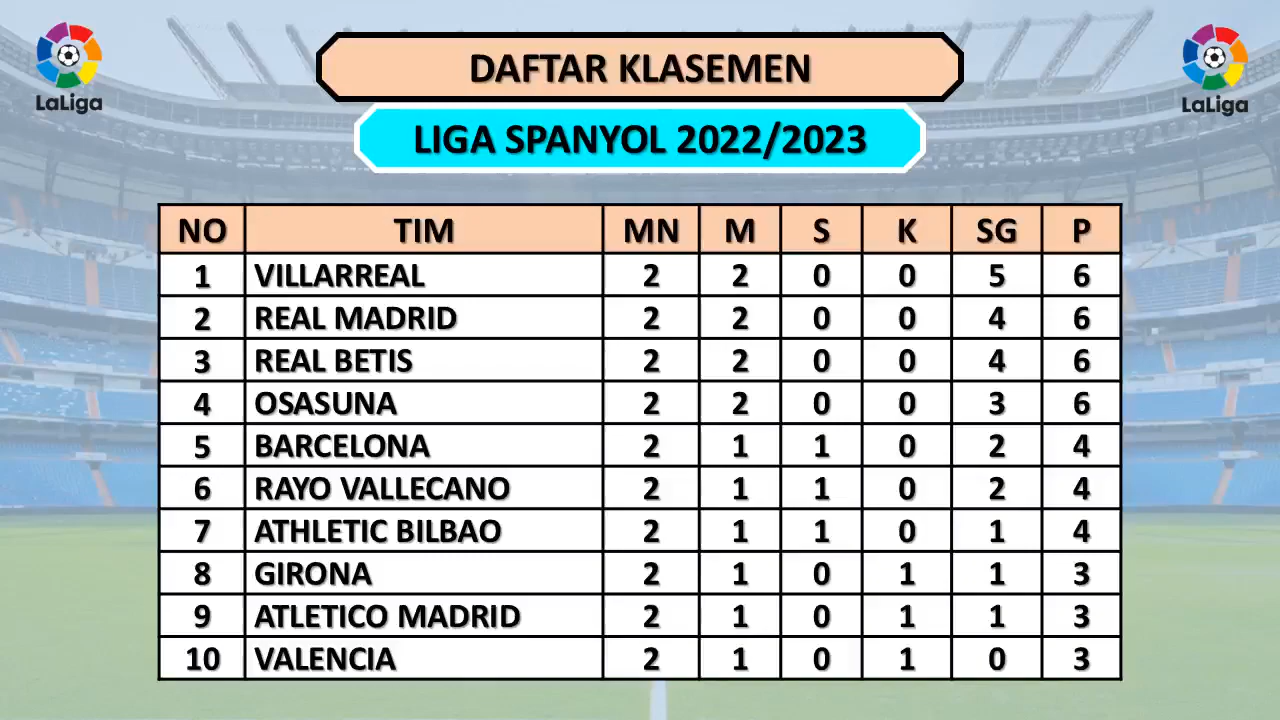 LaLiga
DAFTAR KLASEMEN
LaLiga
LIGA SPANYOL 2022/2023
NO TIM MN M S K SG P
1 VILLARREAL 2 2 0 0 5 6
2 REAL MADRID 2 2 0 0 4 6
3 REAL BETIS 2 2 0 0 4 6
4 OSASUNA 2 2 0 0 3 6
5 BARCELONA 2 1 1 0 2 4
6 RAYO VALLECANO 2 1 1 0 2 4
7 ATHLETIC BILBAO 2 1 1 0 1 4
8 GIRONA 2 1 0 1 1 3
9 ATLETICO MADRID 2 1 0 1 1 3
10 VALENCIA 2 1 0 1 0 3